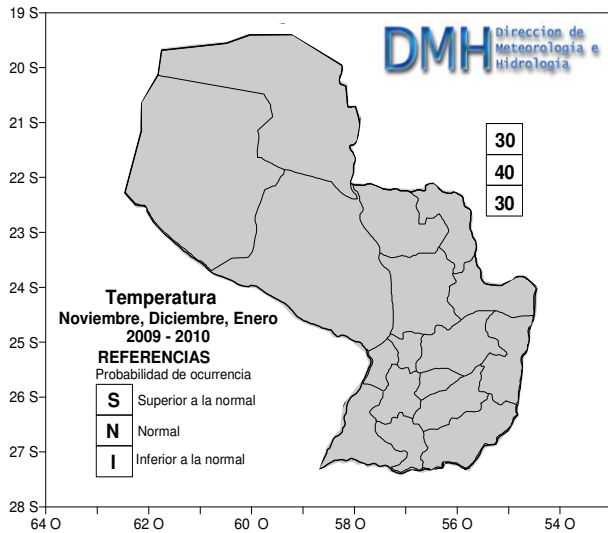 19 S
20 S
21 S
22 S
23 S
24 S
25 S
26 S
27 S
28 S
DMH
Direccion de
Meteorología e
Hidrología
30
40
30
Temperatura
Noviembre, Diciembre, Enero
2009 - 2010
REFERENCIAS
Probabilidad de ocurrencia
S Superior a la normal
N Normal
I Inferior a la normal
64 O 62 O 60 O 58 O 56 O 54 O